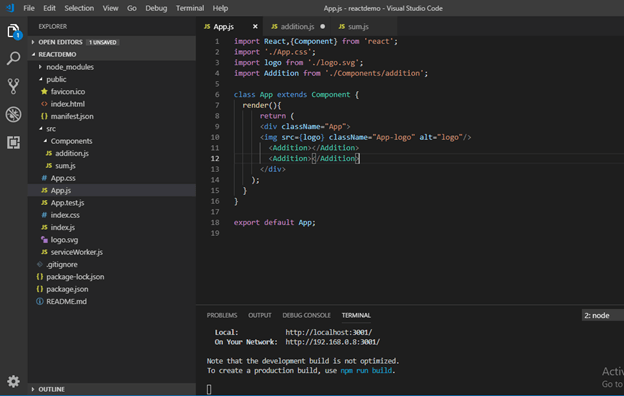 File Edit Selection View Go Debug Terminal Help
App.js - reactdemo - Visual Studio Code
EXPLORER
OPEN EDITORS 1 UNSAVED
REACTDEMO
node_modules
public
favicon.ico
index.html
manifest.json
src
Components
addition.js
sum.js
App.css
App.js
App.test.js
index.css
index.js
logo.svg
serviceWorker.js
.gitignore
package-lock.json
package.json
README.md
OUTLINE
1
App.js addition.js sum.js
1 import React,{Component} from 'react';
2 import './App.css';
3 import logo from './logo.svg';
4 import Addition from './Components/addition';
5
6 class App extends Component {
7 render(){
8 return (
9 <div className="App">
10 <img src={logo} className="App-logo" alt="logo"/>
11 <Addition></Addition>
12 <Addition></Addition>
13 </div>
14 );
15 }
16 }
17
18 export default App;
19
PROBLEMS OUTPUT DEBUG CONSOLE TERMINAL 2: node
Local: http://localhost:3001/
On Your Network: http://192.168.0.8:3001/
Note that the development build is not optimized.
To create a production build, use npm run build.
Activ
Go to